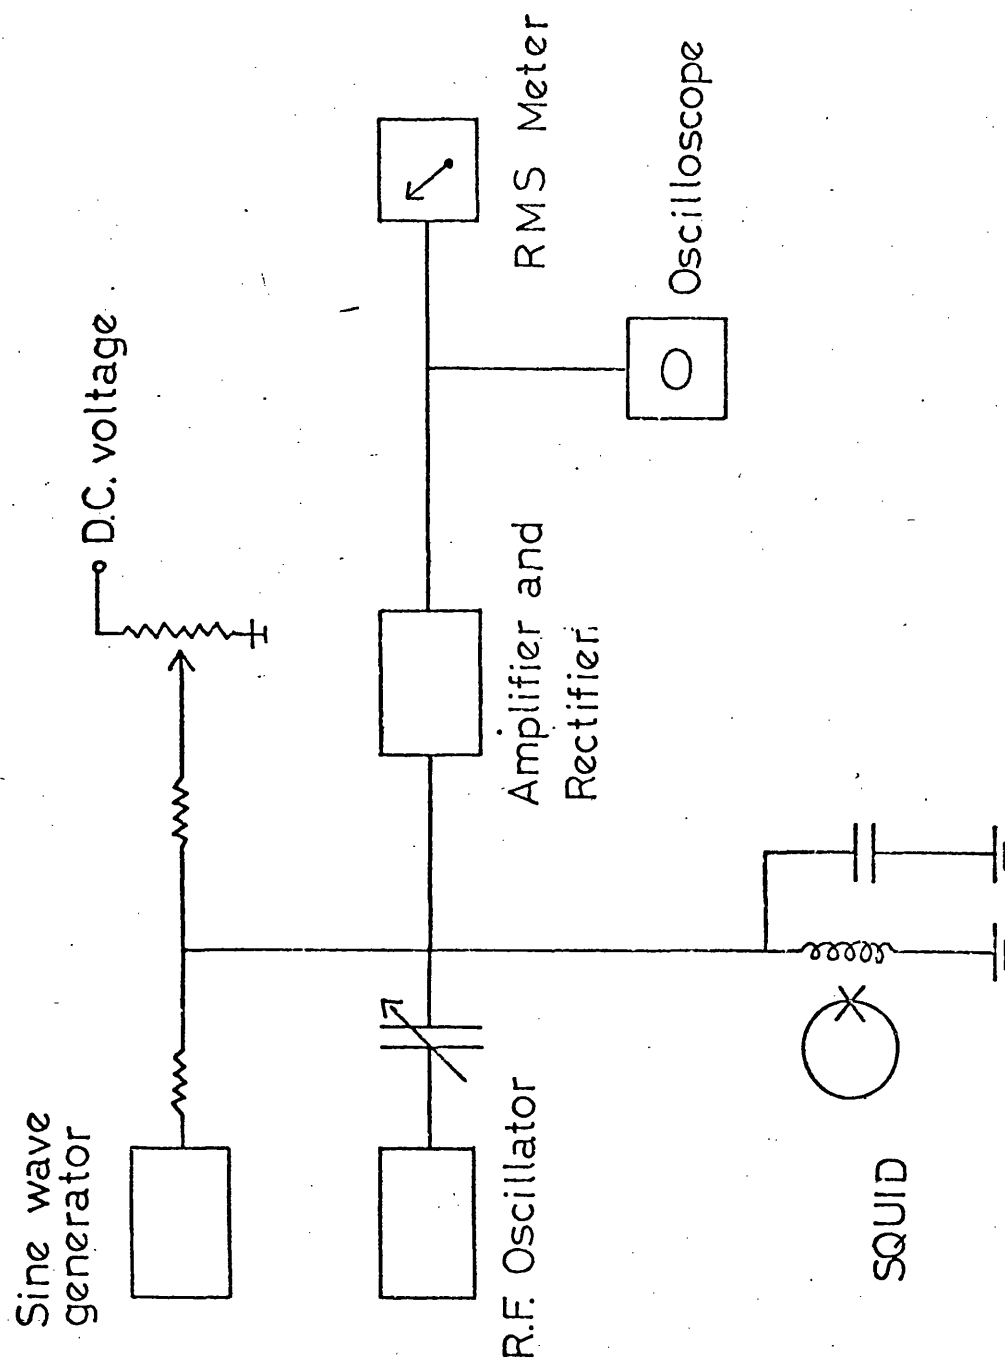 Sine wave
generator
D.C. voltage
R.F. Oscillator
Amplifier and
Rectifier.
RMS Meter
Oscilloscope
SQUID